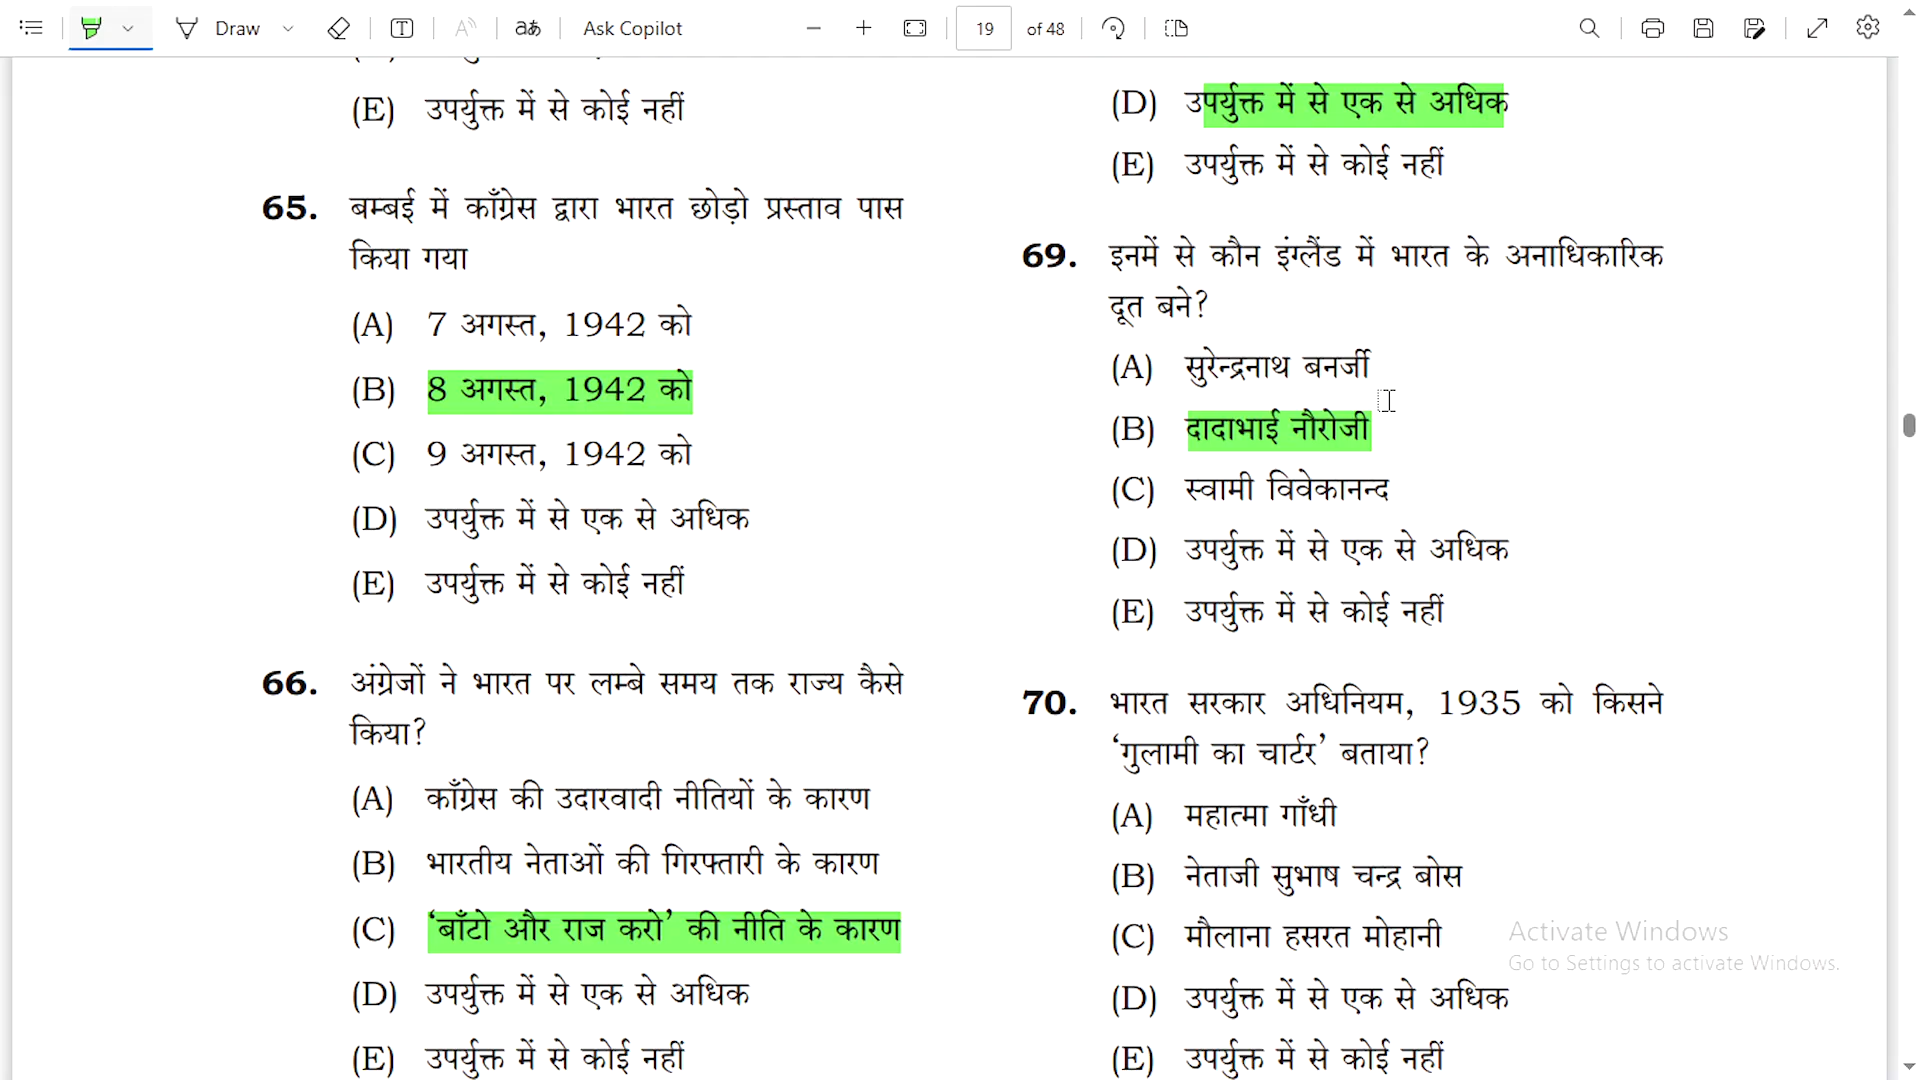 Draw
Ask Copilot
19 of 48
(E) उपर्युक्त में से कोई नहीं
65. बम्बई में काँग्रेस द्वारा भारत छोड़ो प्रस्ताव पास
किया गया
(A) 7 अगस्त, 1942 को
(B) 8 अगस्त, 1942 को
(C) 9 अगस्त, 1942 को
(D) उपर्युक्त में से एक से अधिक
(E) उपर्युक्त में से कोई नहीं
66. अंग्रेजों ने भारत पर लम्बे समय तक राज्य कैसे
किया?
(A) काँग्रेस की उदारवादी नीतियों के कारण
(B) भारतीय नेताओं की गिरफ्तारी के कारण
(C) ‘बाँटो और राज करो’ की नीति के कारण
(D) उपर्युक्त में से एक से अधिक
(E) उपर्युक्त में से कोई नहीं
(D) उपर्युक्त में से एक से अधिक
(E) उपर्युक्त में से कोई नहीं
69. इनमें से कौन इंग्लैंड में भारत के अनाधिकारिक
दूत बने?
(A) सुरेन्द्रनाथ बनर्जी
(B) दादाभाई नौरोजी
(C) स्वामी विवेकानन्द
(D) उपर्युक्त में से एक से अधिक
(E) उपर्युक्त में से कोई नहीं
70. भारत सरकार अधिनियम, 1935 को किसने
‘गुलामी का चार्टर’ बताया?
(A) महात्मा गाँधी
(B) नेताजी सुभाष चन्द्र बोस
(C) मौलाना हसरत मोहानी
(D) उपर्युक्त में से एक से अधिक
(E) उपर्युक्त में से कोई नहीं
Activate Windows
Go to Settings to activate Windows.